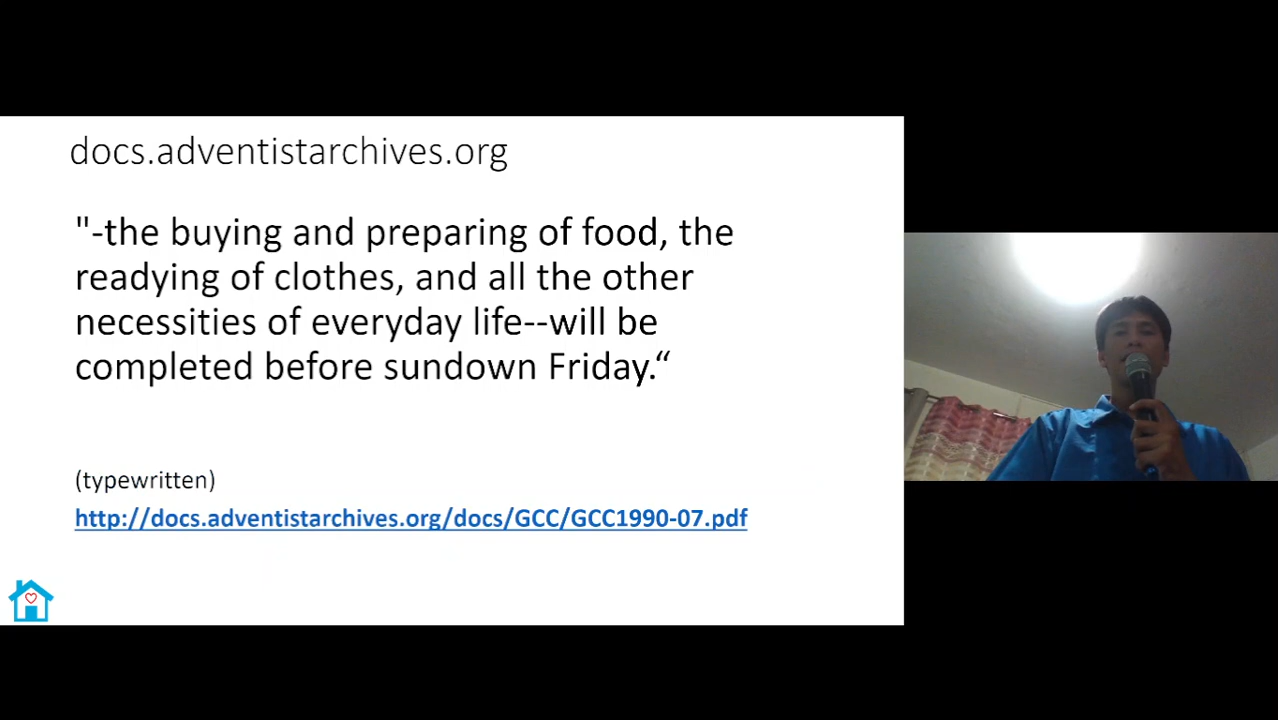 docs.adventistarchives.org
"-the buying and preparing of food, the
readying of clothes, and all the other
necessities of everyday life--will be
completed before sundown Friday.“
(typewritten)
http://docs.adventistarchives.org/docs/GCC/GCC1990-07.pdf